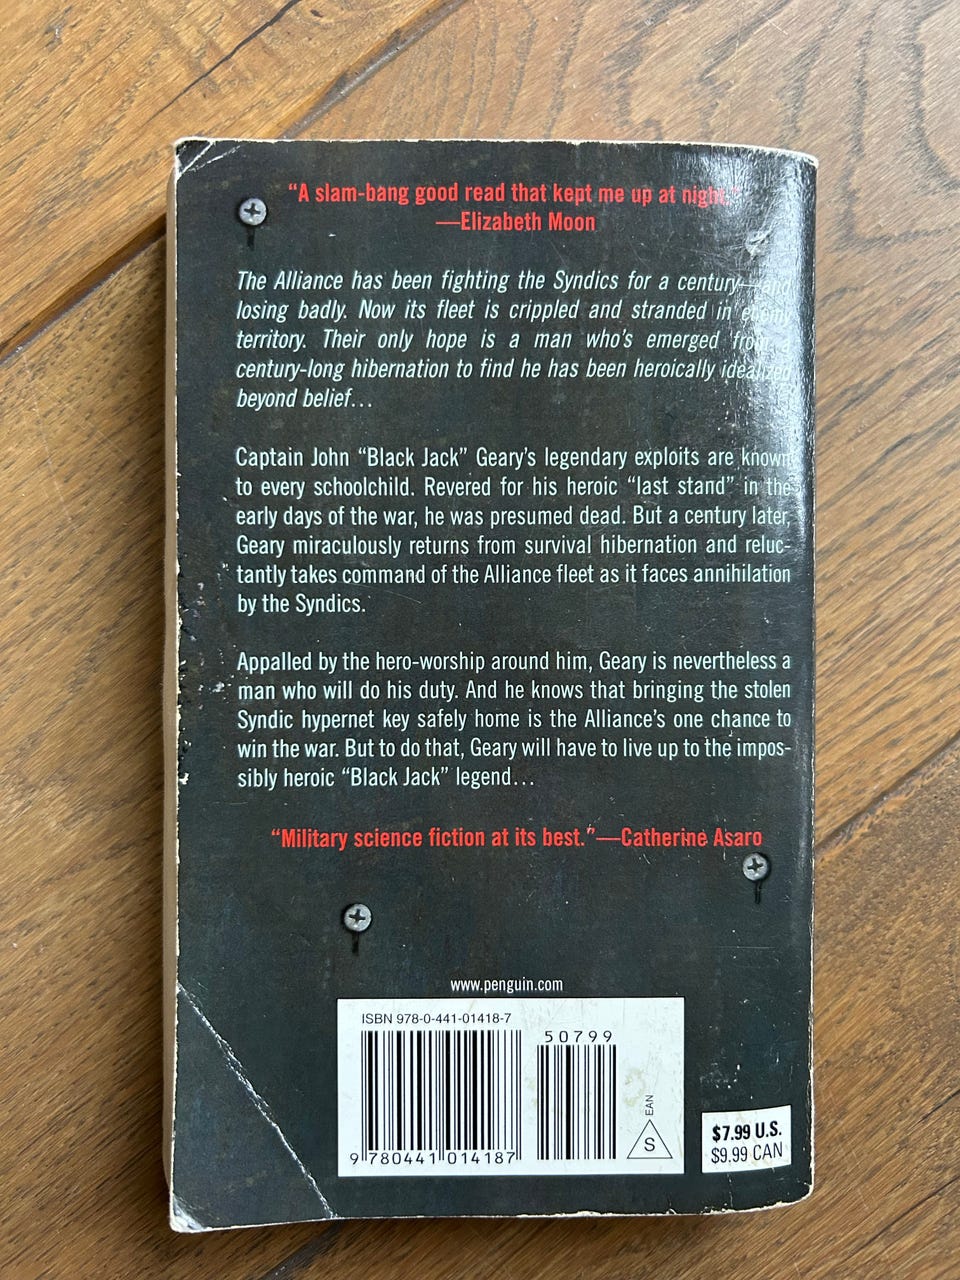 “A slam-bang good read that kept me up at night.”
—Elizabeth Moon
The Alliance has been fighting the Syndics for a century—and
losing badly. Now its fleet is crippled and stranded in enemy
territory. Their only hope is a man who’s emerged from a
century-long hibernation to find he has been heroically idealized
beyond belief…
Captain John “Black Jack” Geary’s legendary exploits are known
to every schoolchild. Revered for his heroic “last stand” in the
early days of the war, he was presumed dead. But a century later,
Geary miraculously returns from survival hibernation and reluc-
tantly takes command of the Alliance fleet as it faces annihilation
by the Syndics.
Appalled by the hero-worship around him, Geary is nevertheless a
man who will do his duty. And he knows that bringing the stolen
Syndic hypernet key safely home is the Alliance’s one chance to
win the war. But to do that, Geary will have to live up to the impos-
sibly heroic “Black Jack” legend…
“Military science fiction at its best.”—Catherine Asaro
www.penguin.com
ISBN 978-0-441-01418-7
50799
9 780441 014187
EAN
S
$7.99 U.S.
$9.99 CAN